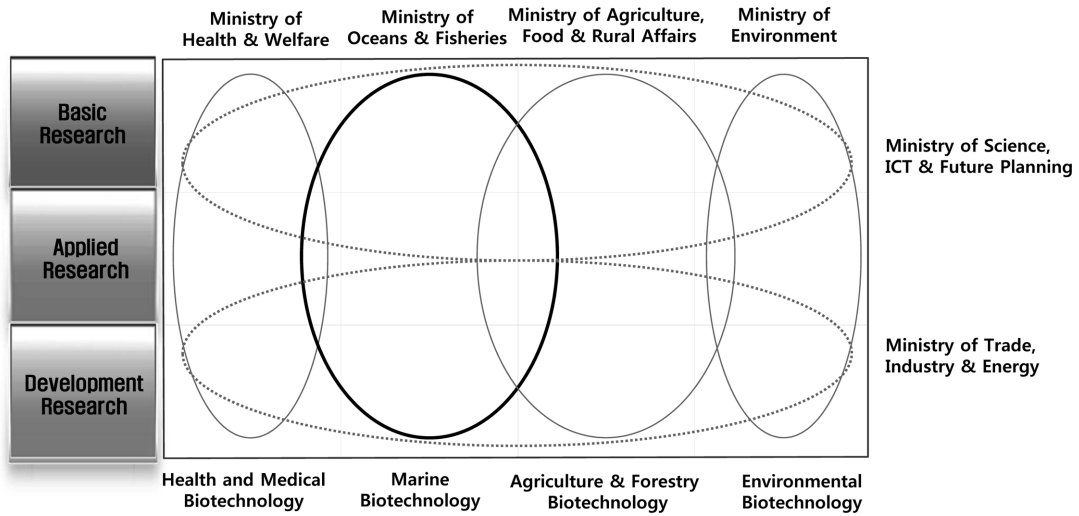 Ministry of
Health & Welfare
Ministry of
Oceans & Fisheries
Ministry of Agriculture,
Food & Rural Affairs
Ministry of
Environment
Basic
Research
Applied
Research
Development
Research
Ministry of Science,
ICT & Future Planning
Ministry of Trade,
Industry & Energy
Health and Medical
Biotechnology
Marine
Biotechnology
Agriculture & Forestry
Biotechnology
Environmental
Biotechnology